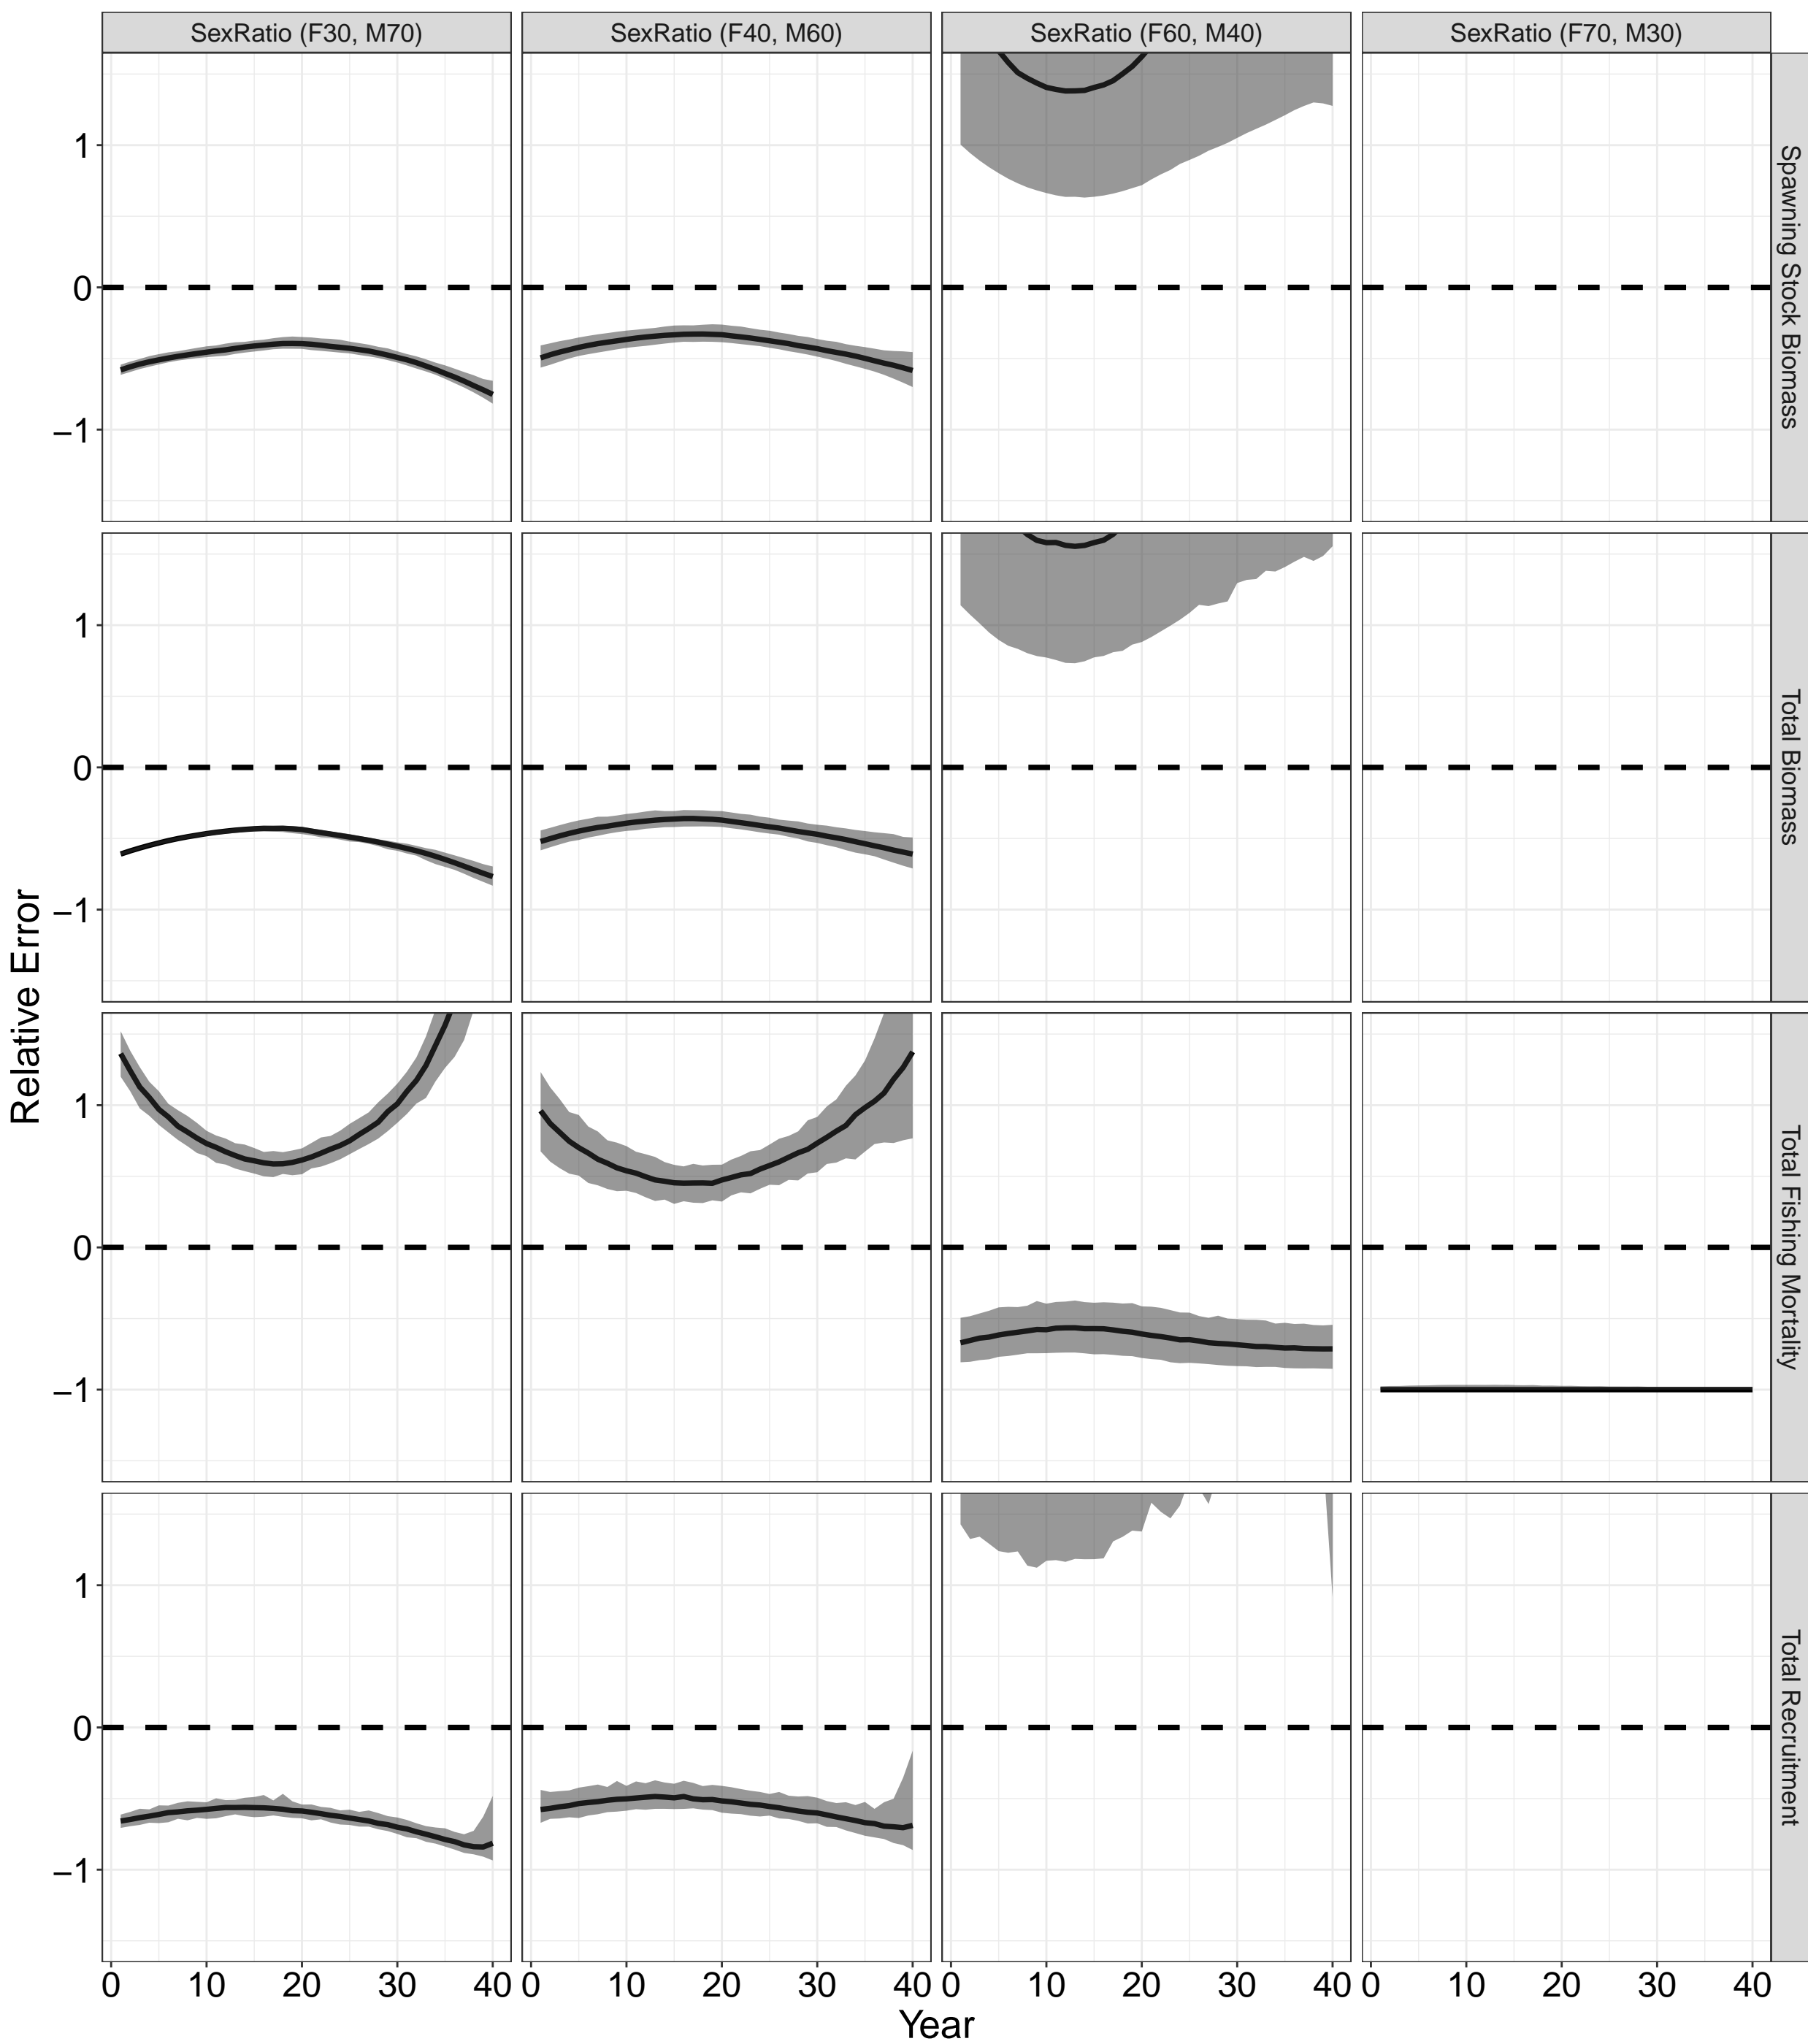 SexRatio (F30, M70)
SexRatio (F40, M60)
SexRatio (F60, M40)
SexRatio (F70, M30)
Relative Error
1
0
−1
Spawning Stock Biomass
1
0
−1
Total Biomass
1
0
−1
Total Fishing Mortality
1
0
−1
Total Recruitment
0 10 20 30 40
0 10 20 30 40
0 10 20 30 40
0 10 20 30 40
Year